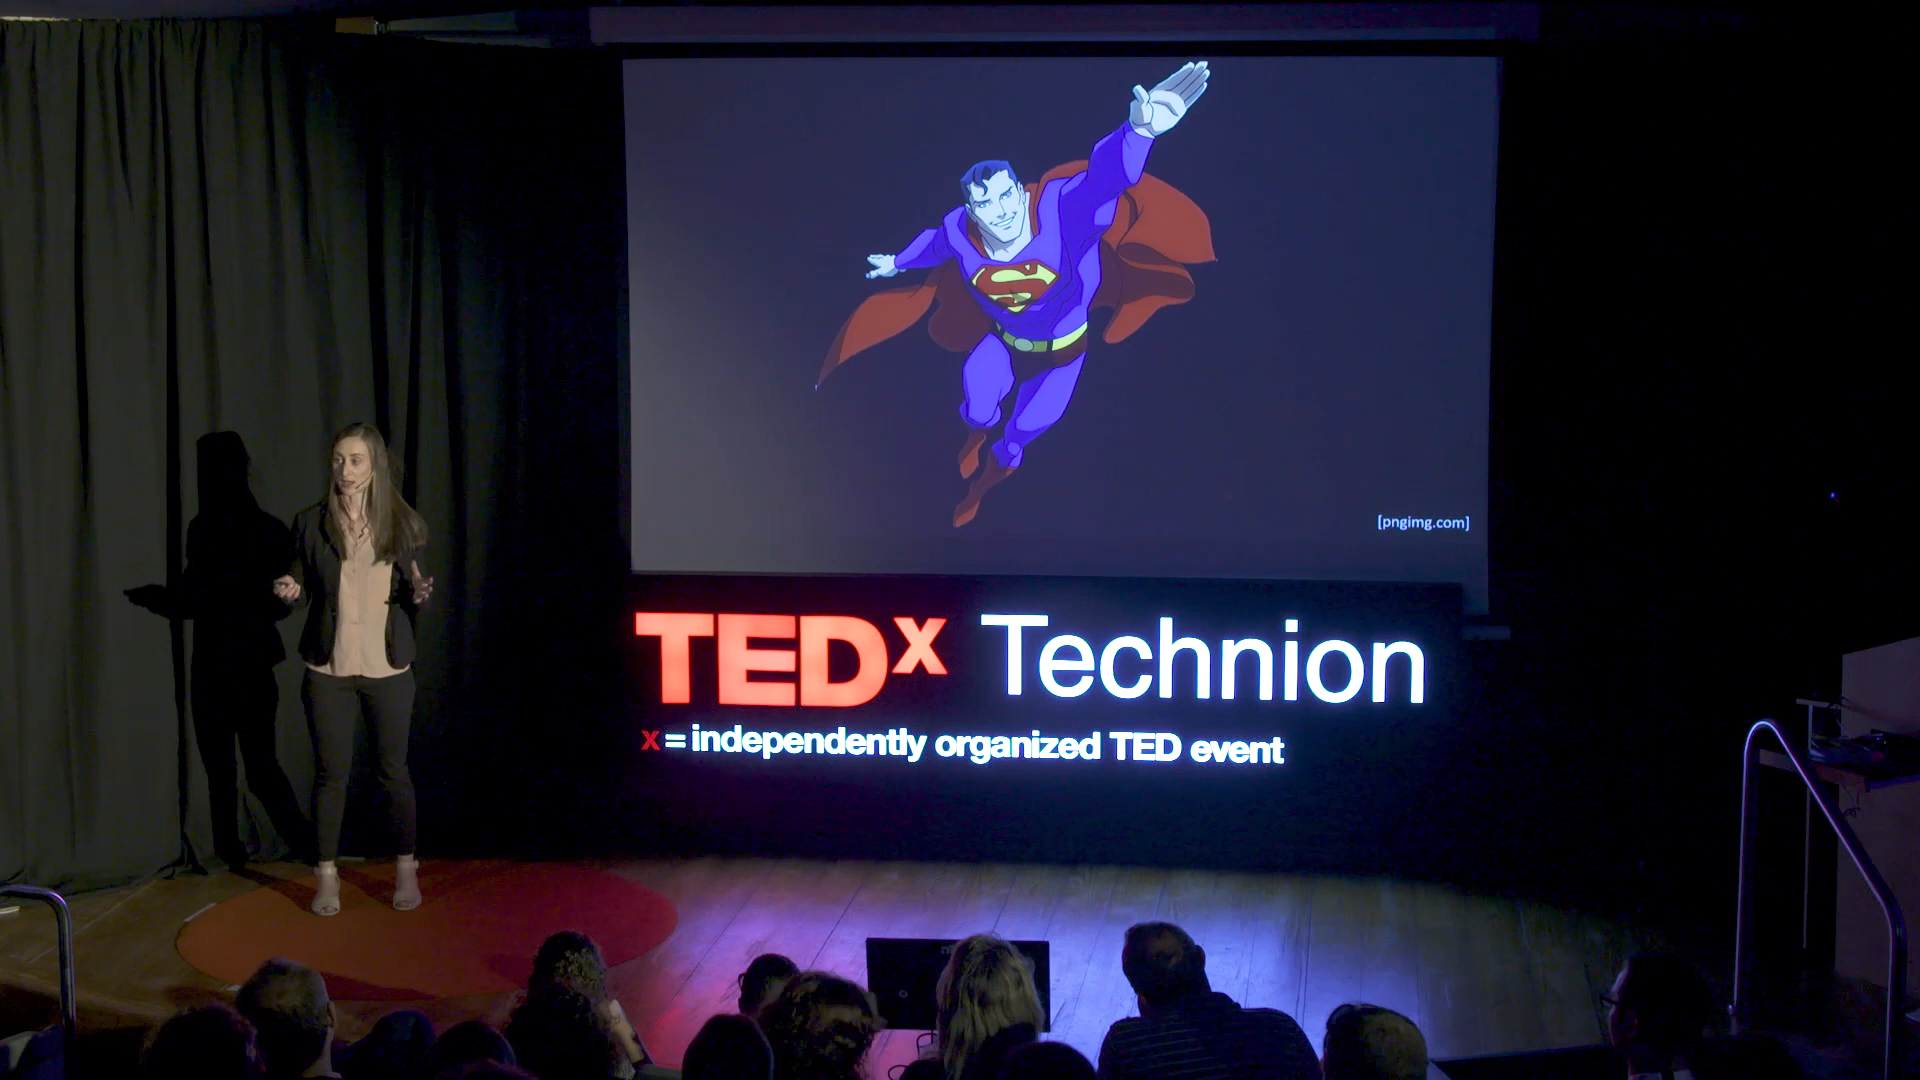 [pngimg.com]
TEDx Technion
x = independently organized TED event